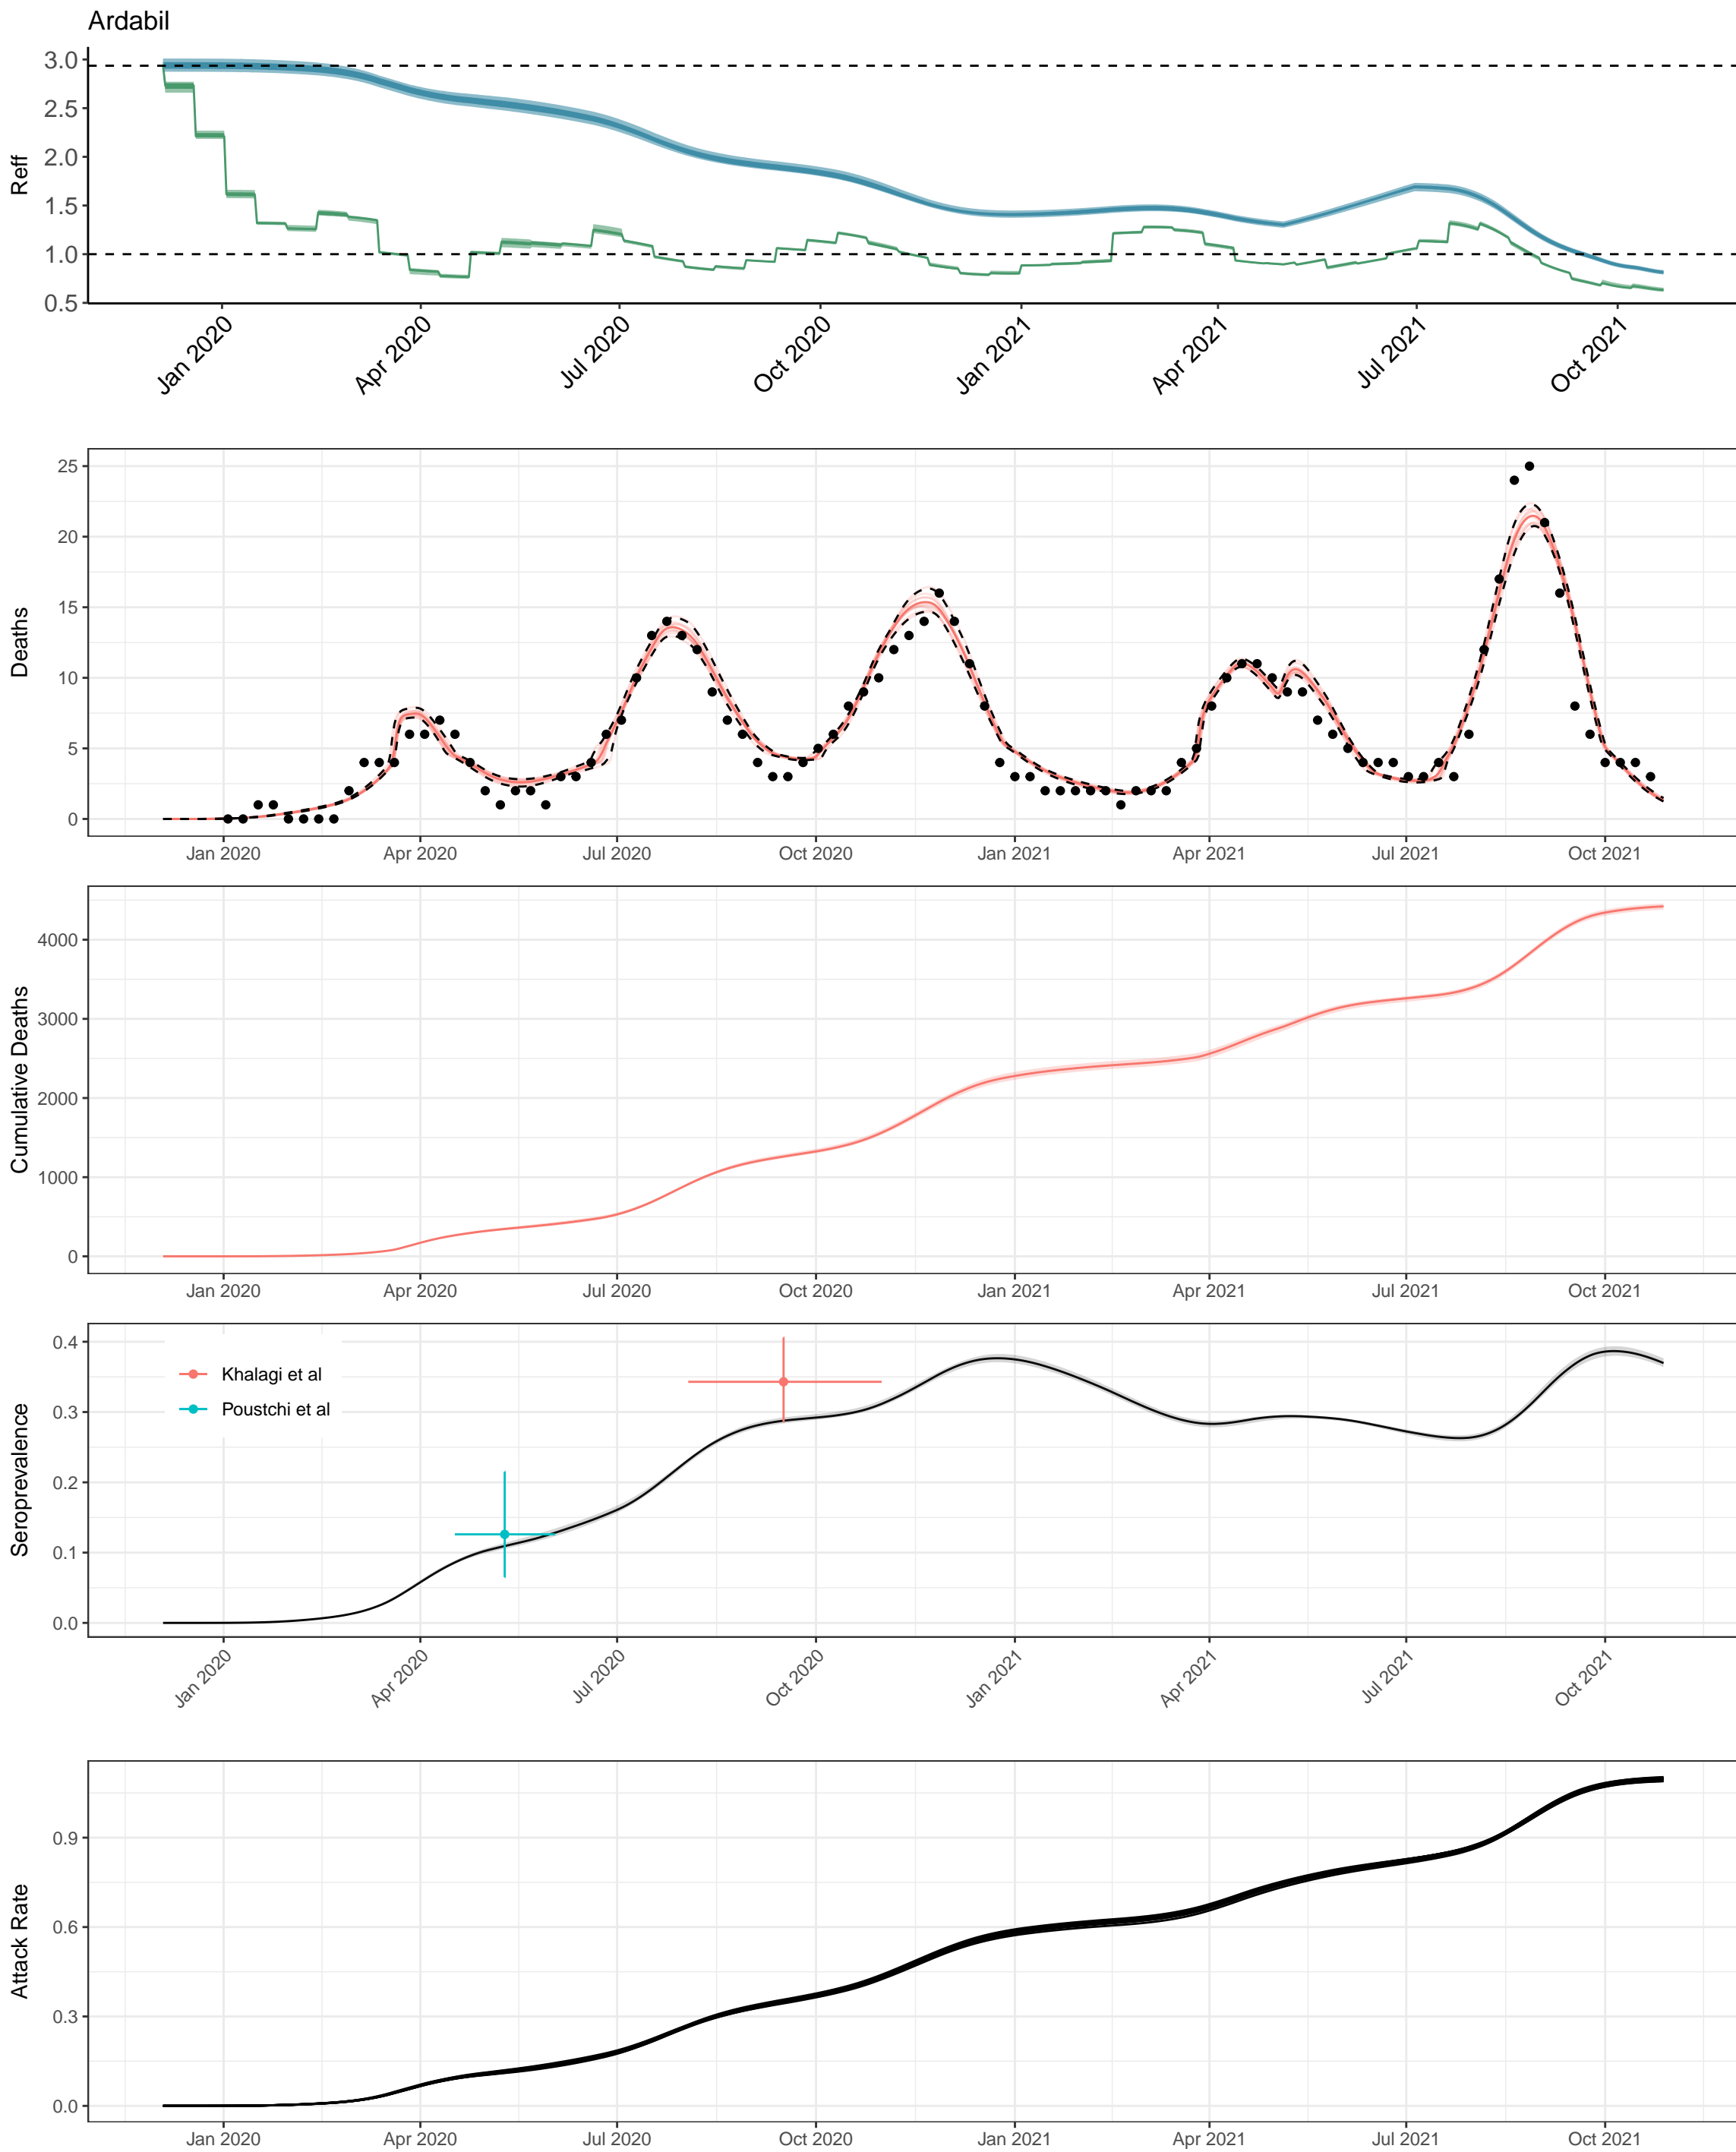 Ardabil
Reff
3.0
2.5
2.0
1.5
1.0
0.5
Jan 2020
Apr 2020
Jul 2020
Oct 2020
Jan 2021
Apr 2021
Jul 2021
Oct 2021
Deaths
25
20
15
10
5
0
Jan 2020
Apr 2020
Jul 2020
Oct 2020
Jan 2021
Apr 2021
Jul 2021
Oct 2021
Cumulative Deaths
4000
3000
2000
1000
0
Jan 2020
Apr 2020
Jul 2020
Oct 2020
Jan 2021
Apr 2021
Jul 2021
Oct 2021
Seroprevalence
0.4
0.3
0.2
0.1
0.0
Khalagi et al
Poustchi et al
Jan 2020
Apr 2020
Jul 2020
Oct 2020
Jan 2021
Apr 2021
Jul 2021
Oct 2021
Attack Rate
0.9
0.6
0.3
0.0
Jan 2020
Apr 2020
Jul 2020
Oct 2020
Jan 2021
Apr 2021
Jul 2021
Oct 2021